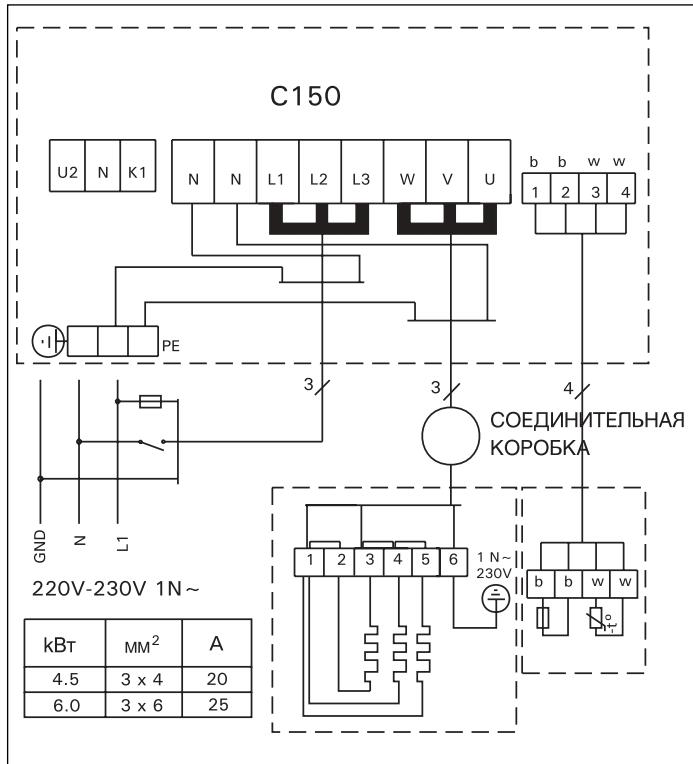 C150
U2 N K1
N N L1 L2 L3 W V U
b b w w
1 2 3 4
PE
3 3 4
СОЕДИНИТЕЛЬНАЯ
КОРОБКА
GND N L1
220V-230V 1N~
1 2 3 4 5 6
1 N~
230V
b b w w
-t°
кВт мм² A
4.5 3 x 4 20
6.0 3 x 6 25